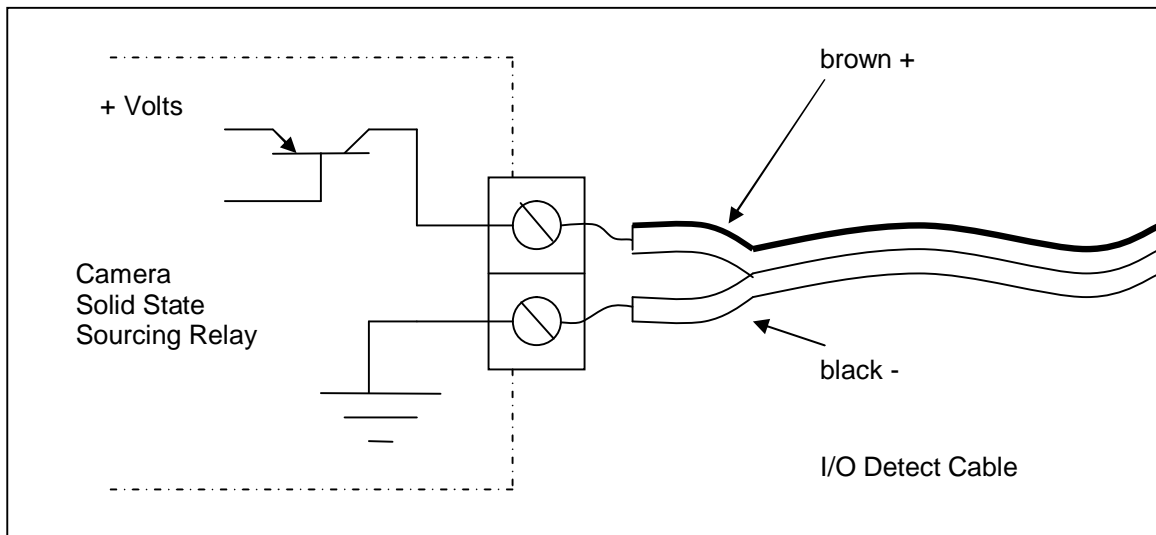 brown +
+ Volts
Camera
Solid State
Sourcing Relay
black -
I/O Detect Cable